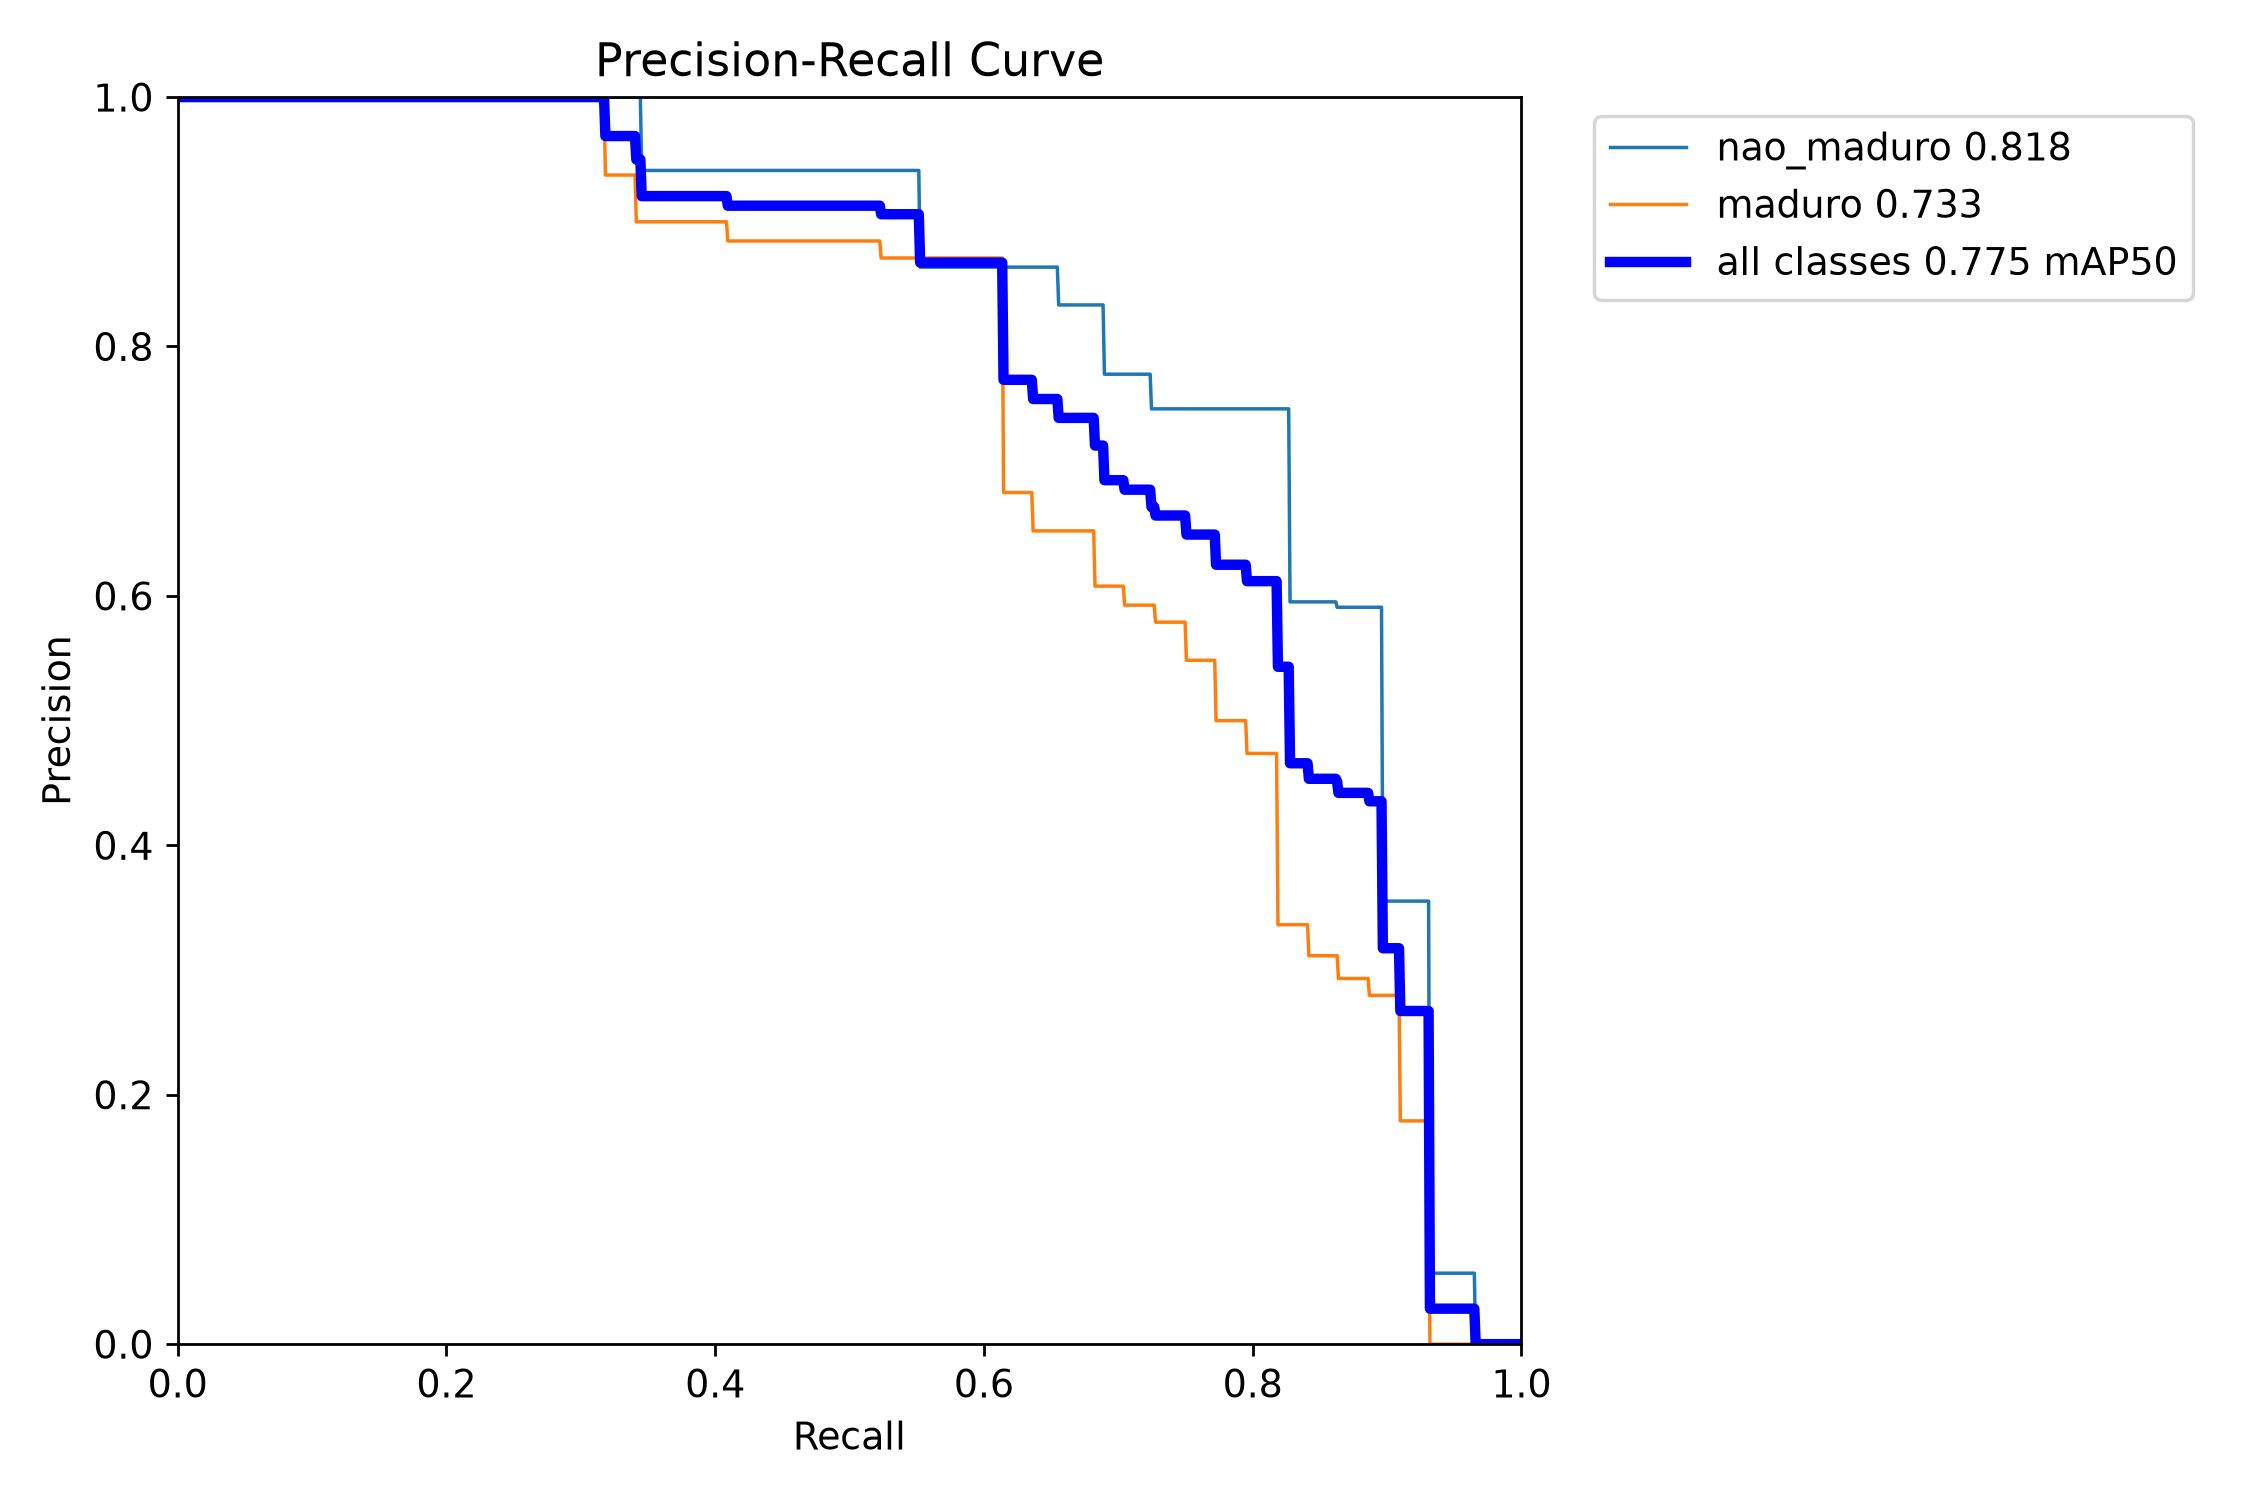 Precision-Recall Curve
1.0
0.8
0.6
0.4
0.2
0.0
Precision
0.0 0.2 0.4 0.6 0.8 1.0
Recall
nao_maduro 0.818
maduro 0.733
all classes 0.775 mAP50